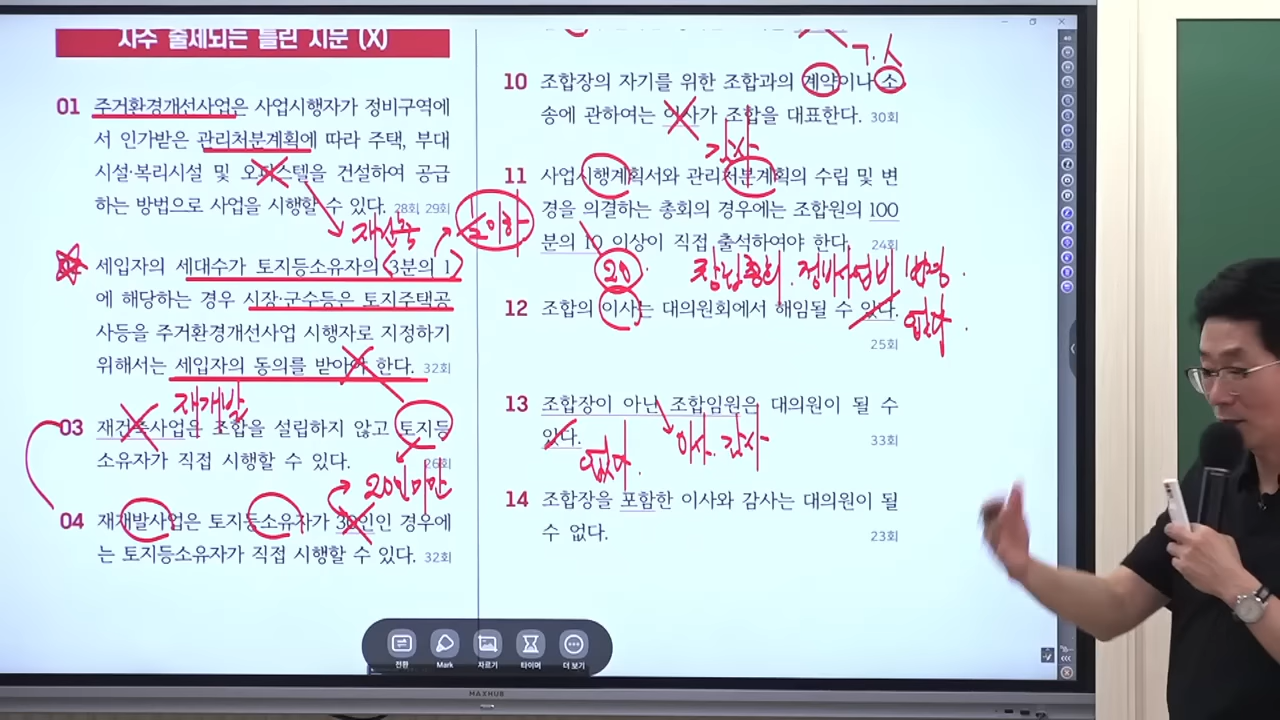 자주 출제되는 틀린 지문 (X)
01 주거환경개선사업은 사업시행자가 정비구역에
서 인가받은 관리처분계획에 따라 주택, 부대
시설·복리시설 및 오피스텔을 건설하여 공급
하는 방법으로 사업을 시행할 수 있다. 28회, 29회
재건축
세입자의 세대수가 토지등소유자의 3분의 1
에 해당하는 경우 시장·군수등은 토지주택공
사등을 주거환경개선사업 시행자로 지정하기
위해서는 세입자의 동의를 받아야 한다. 32회
재개발
03 재건축사업은 조합을 설립하지 않고 토지등
소유자가 직접 시행할 수 있다. 26회
20인 미만
04 재개발사업은 토지등소유자가 30인인 경우에
는 토지등소유자가 직접 시행할 수 있다. 32회
10 조합장의 자기를 위한 조합과의 계약이나 소
송에 관하여는 이사가 조합을 대표한다. 30회
감사
11 사업시행계획서와 관리처분계획의 수립 및 변
경을 의결하는 총회의 경우에는 조합원의 100
분의 10 이상이 직접 출석하여야 한다. 24회
20
창립총회. 정비사업비
12 조합의 이사는 대의원회에서 해임될 수 있다.
없다.
25회
13 조합장이 아닌 조합임원은 대의원이 될 수
있다. 33회
없다.
이사. 감사
14 조합장을 포함한 이사와 감사는 대의원이 될
수 없다. 23회
전환
Mark
자르기
타이머
더 보기
MAXHUB